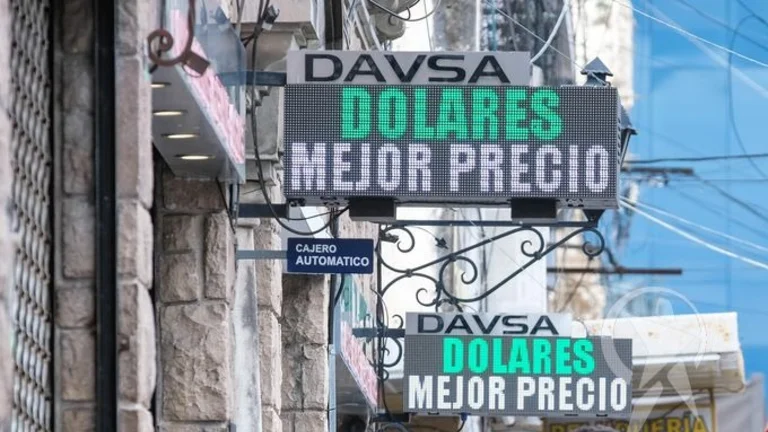 DAVSA
DOLARES
MEJOR PRECIO
CAJERO
AUTOMATICO
DAVSA
DOLARES
MEJOR PRECIO